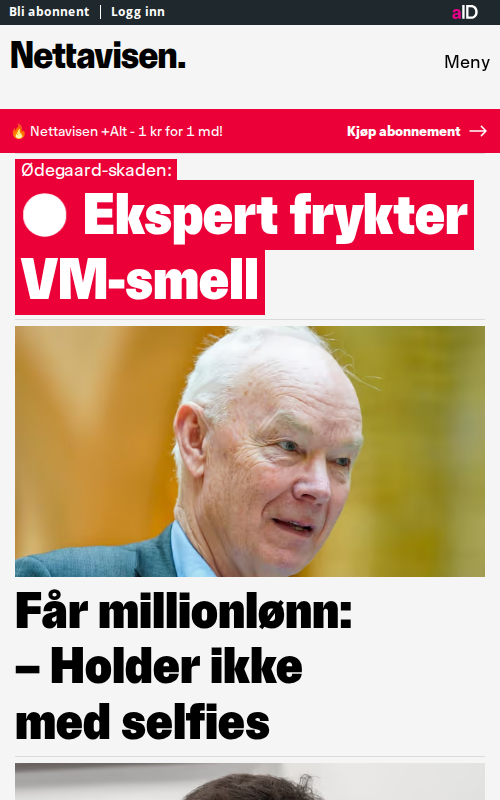 Bli abonnent
Logg inn
aID
Nettavisen.
Meny
🔥 Nettavisen +Alt - 1 kr for 1 md!
Kjøp abonnement →
Ødegaard-skaden:
Ekspert frykter
VM-smell
Får millionlønn:
– Holder ikke
med selfies